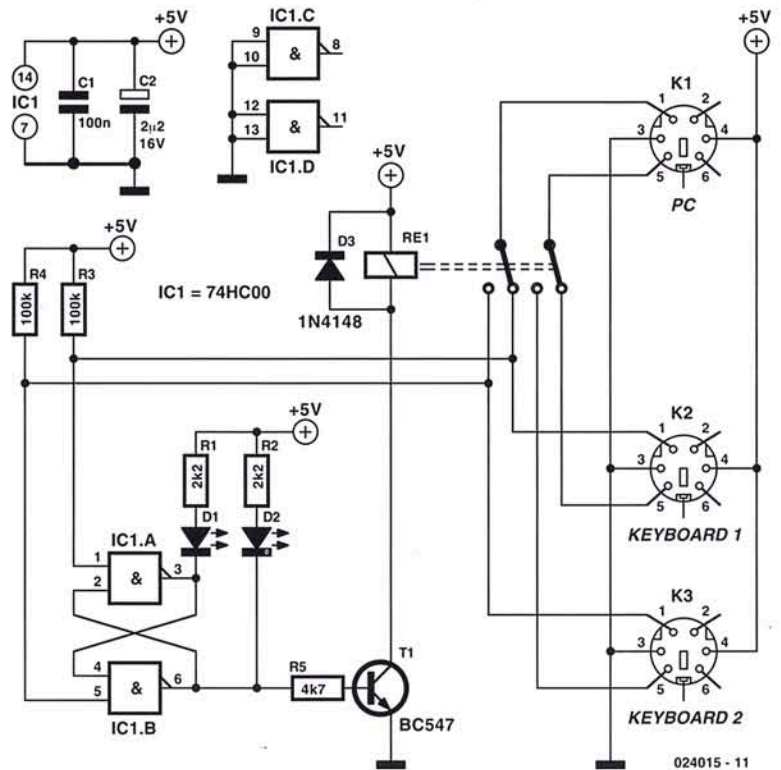 +5V
14
IC1
7
C1
100n
C2
2µ2
16V
IC1.C
9
10
&
8
12
13
&
11
IC1.D
+5V
K1
1
2
3
4
5
6
PC
+5V
D3
RE1
1N4148
+5V
R4
R3
100k
100k
IC1 = 74HC00
+5V
R1
R2
2k2
2k2
D1
D2
IC1.A
1
2
&
3
4
5
&
6
IC1.B
R5
4k7
T1
BC547
K2
1
2
3
4
5
6
KEYBOARD 1
K3
1
2
3
4
5
6
KEYBOARD 2
024015 - 11